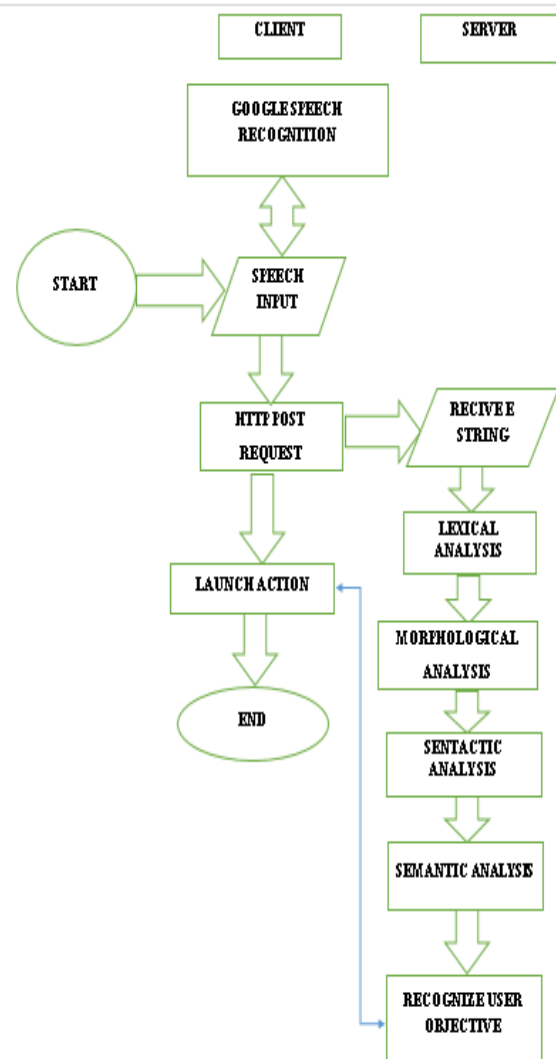 CLIENT
SERVER
GOOGLE SPEECH
RECOGNITION
START
SPEECH
INPUT
HTTP POST
REQUEST
RECIVEE
STRING
LEXICAL
ANALYSIS
LAUNCH ACTION
MORPHOLOGICAL
ANALYSIS
END
SENTACTIC
ANALYSIS
SEMANTIC ANALYSIS
RECOGNIZE USER
OBJECTIVE